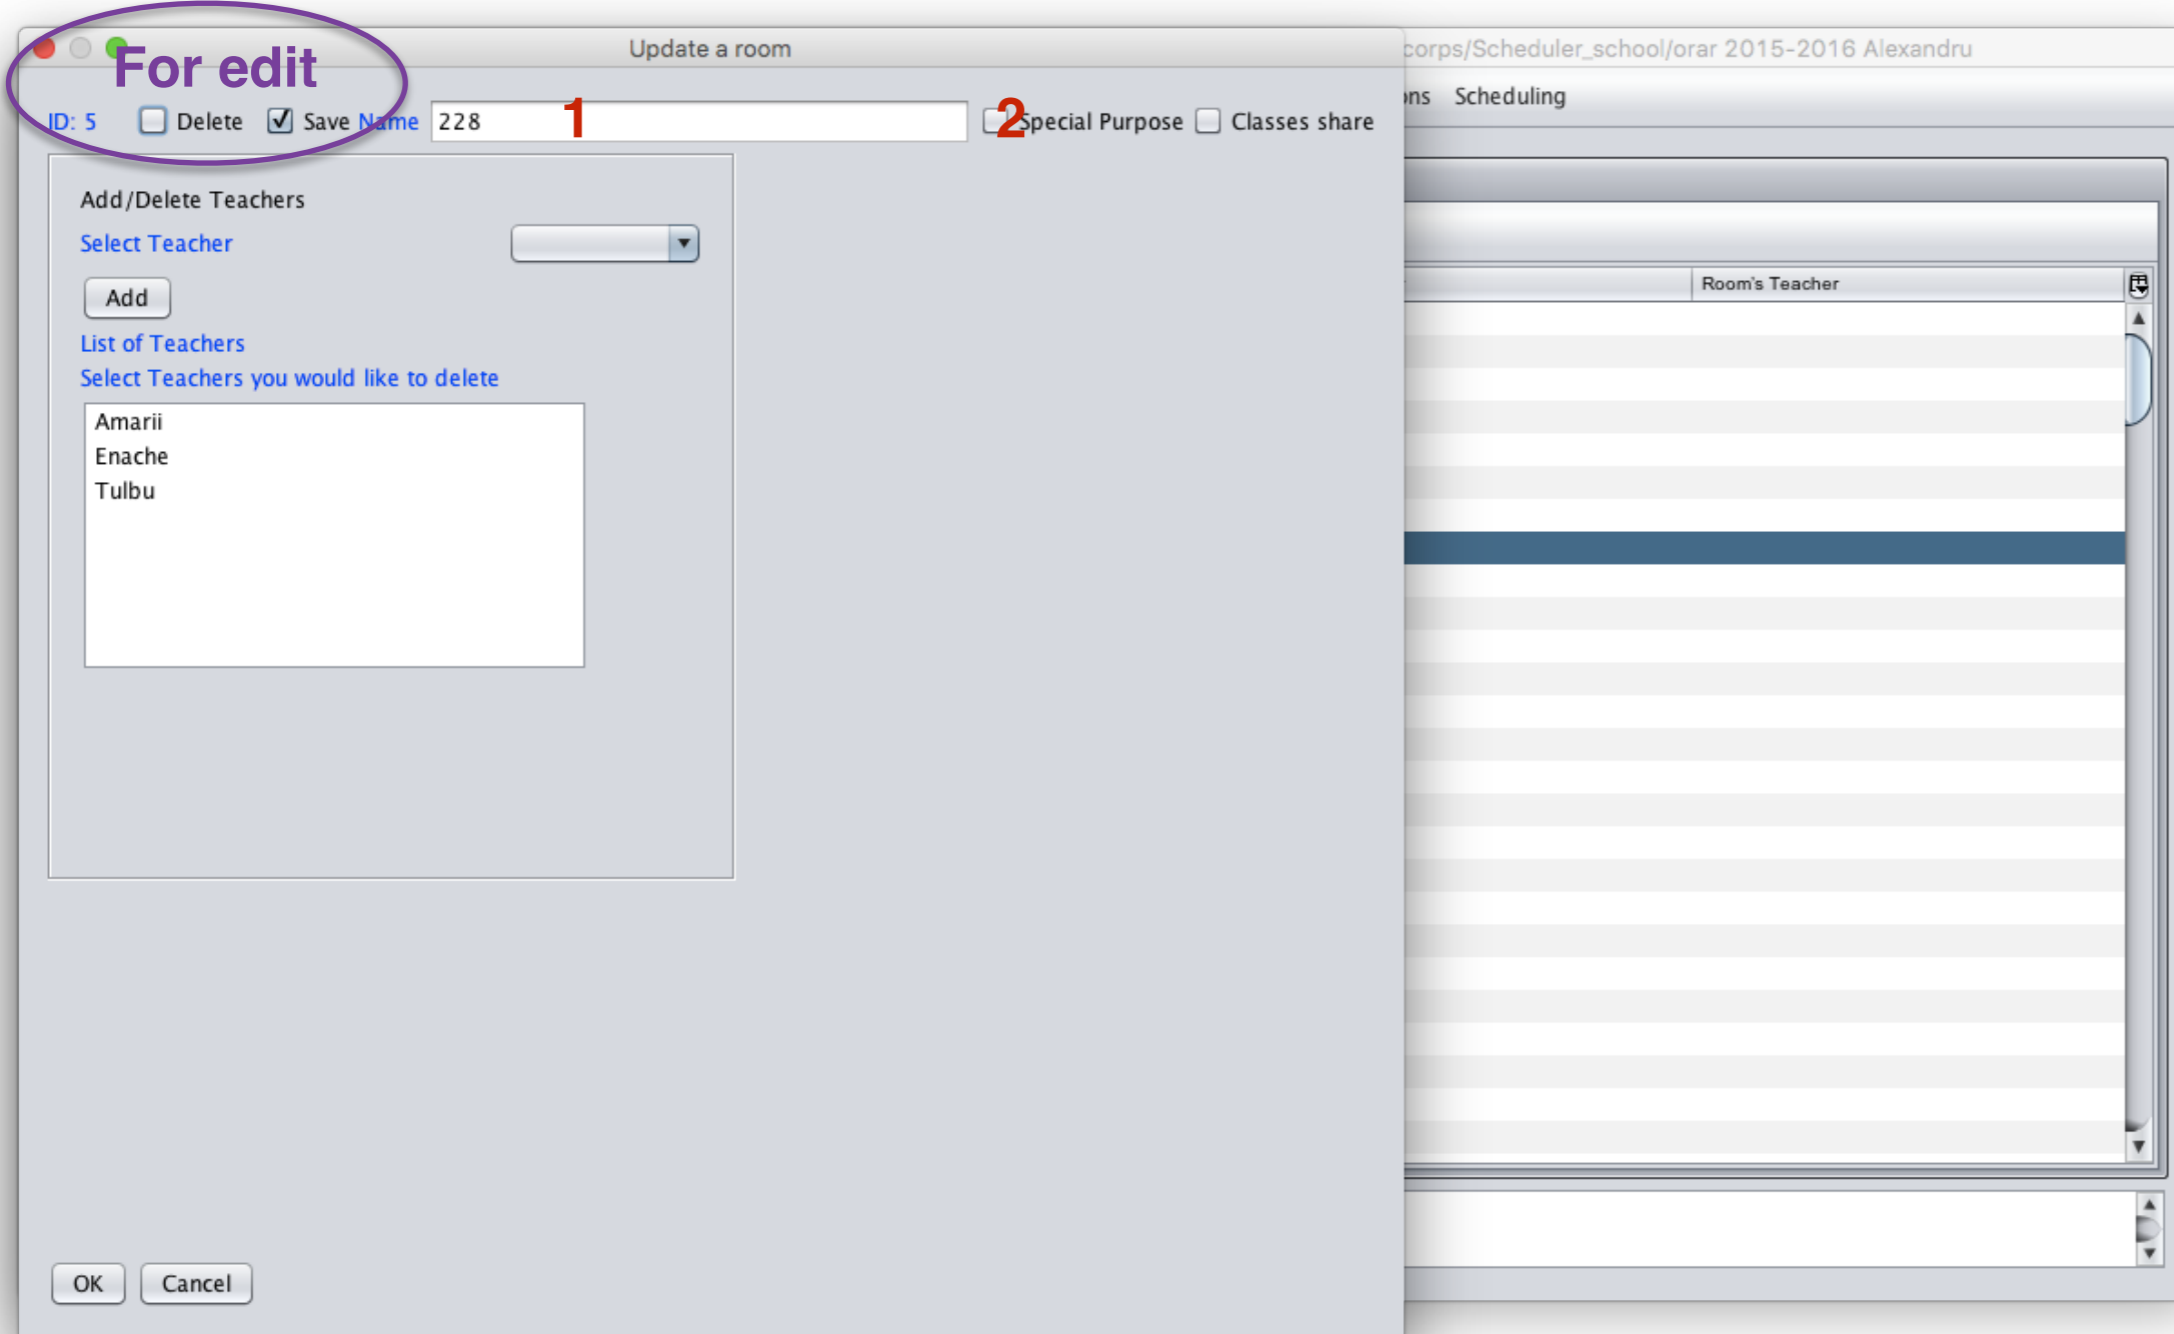 For edit
Update a room
corps/Scheduler_school/orar 2015-2016 Alexandru
ons Scheduling
ID: 5 Delete Save Name 228 1 2 Special Purpose Classes share
Add/Delete Teachers
Select Teacher
Add
Room's Teacher
List of Teachers
Select Teachers you would like to delete
Amarii
Enache
Tulbu
OK Cancel